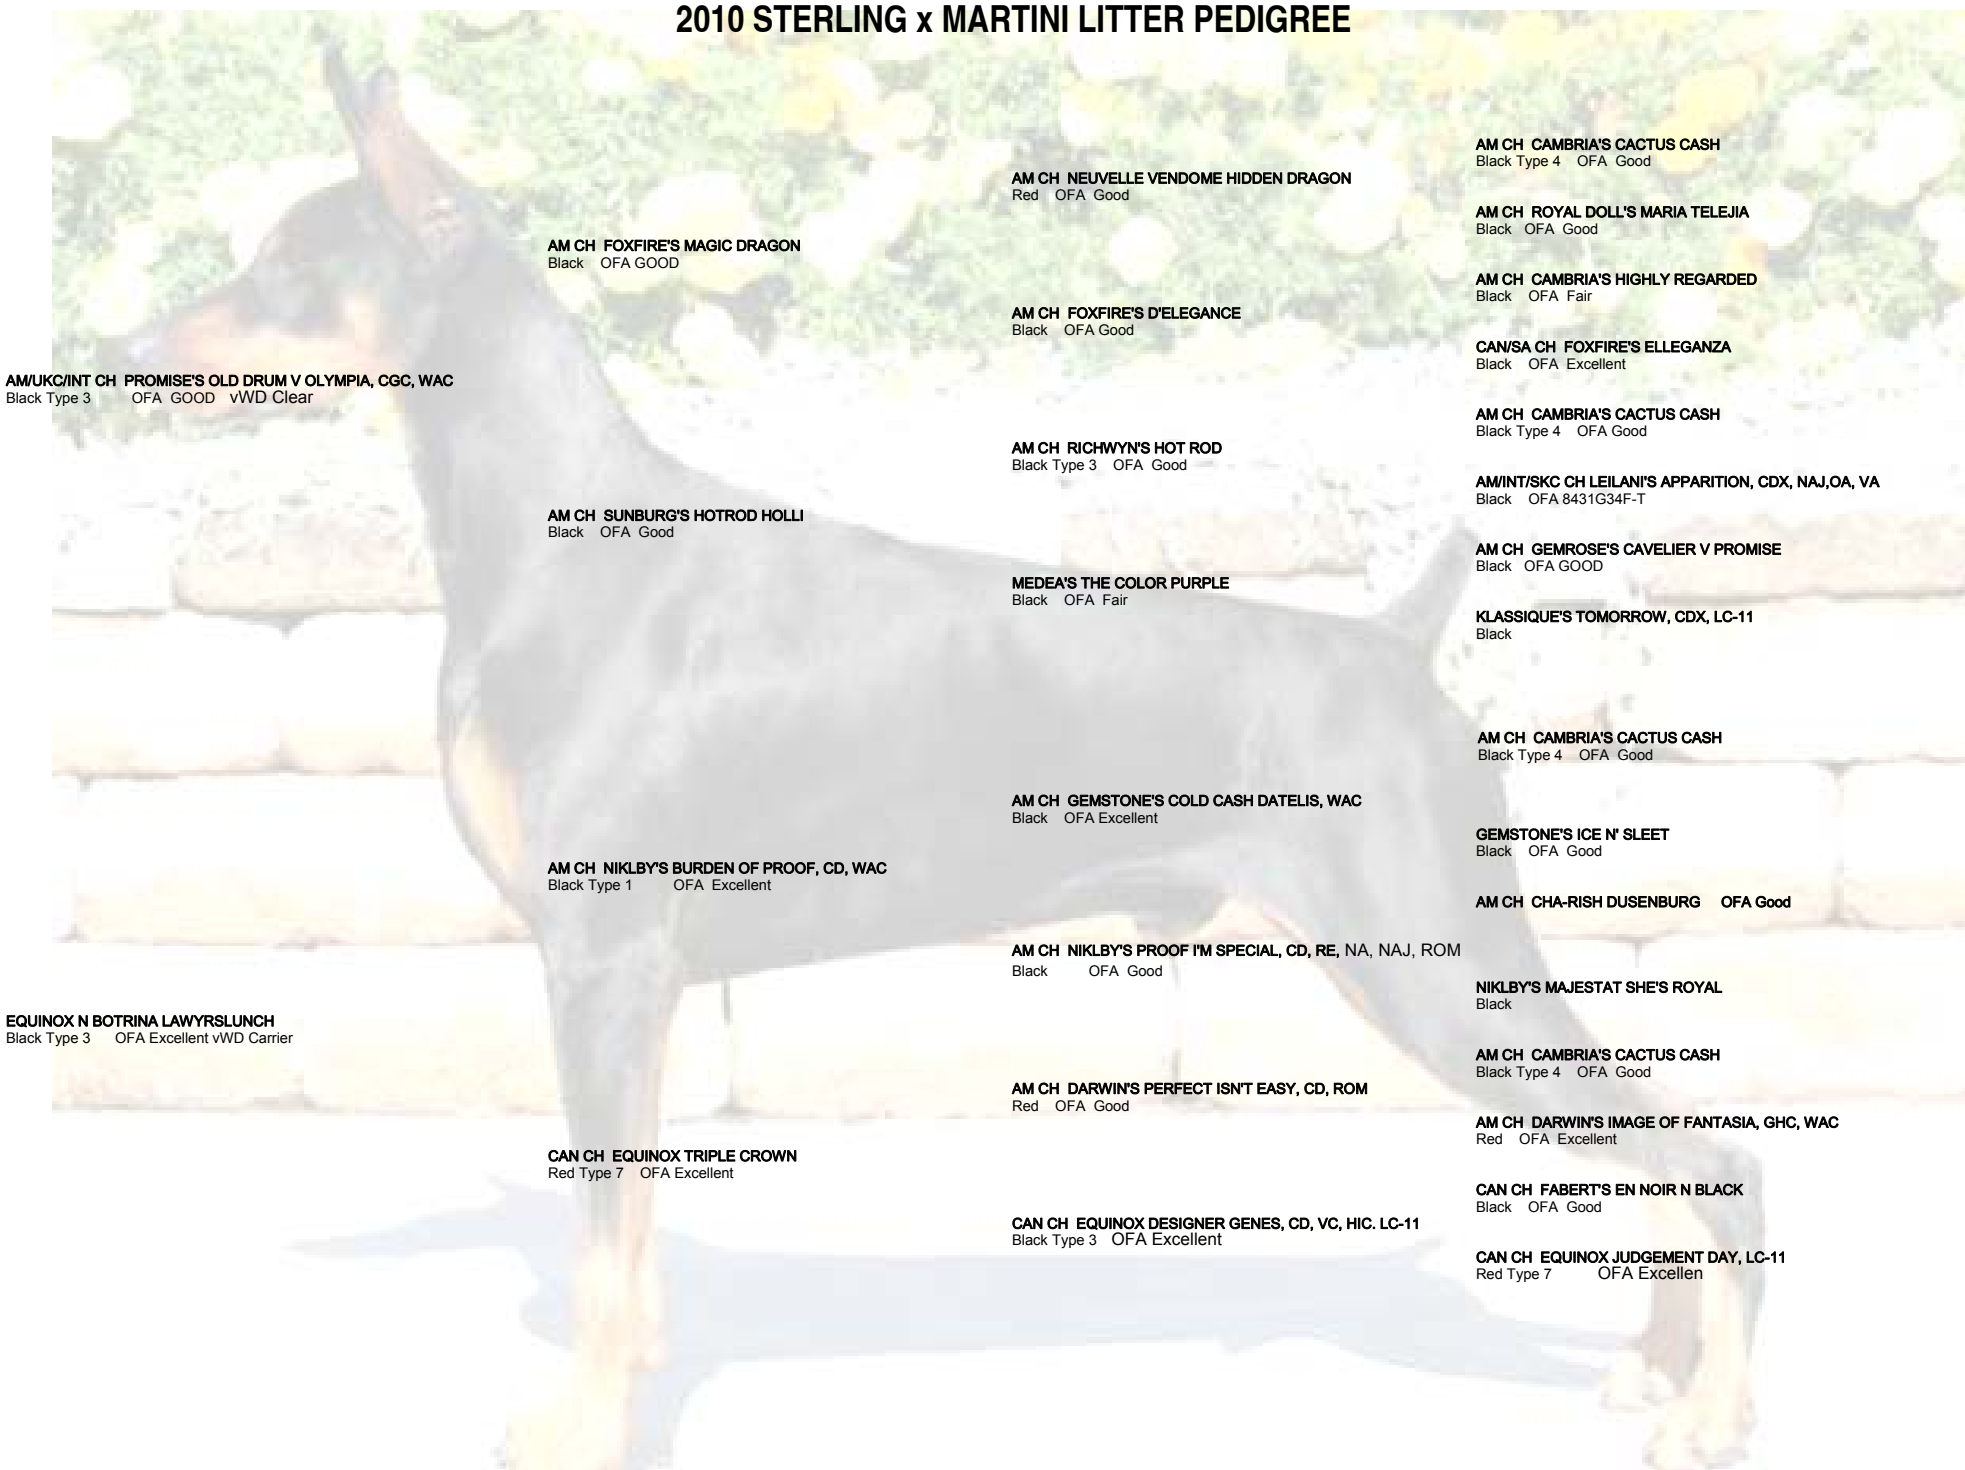 2010 STERLING x MARTINI LITTER PEDIGREE
AM/UKC/INT CH PROMISE'S OLD DRUM V OLYMPIA, CGC, WAC
Black Type 3 OFA GOOD vWD Clear
EQUINOX N BOTRINA LAWYRSLUNCH
Black Type 3 OFA Excellent vWD Carrier
AM CH FOXFIRE'S MAGIC DRAGON
Black OFA GOOD
AM CH SUNBURG'S HOTROD HOLLI
Black OFA Good
AM CH NIKLBY'S BURDEN OF PROOF, CD, WAC
Black Type 1 OFA Excellent
CAN CH EQUINOX TRIPLE CROWN
Red Type 7 OFA Excellent
AM CH NEUVELLE VENDOME HIDDEN DRAGON
Red OFA Good
AM CH FOXFIRE'S D'ELEGANCE
Black OFA Good
AM CH RICHWYN'S HOT ROD
Black Type 3 OFA Good
MEDEA'S THE COLOR PURPLE
Black OFA Fair
AM CH GEMSTONE'S COLD CASH DATELIS, WAC
Black OFA Excellent
AM CH NIKLBY'S PROOF I'M SPECIAL, CD, RE, NA, NAJ, ROM
Black OFA Good
AM CH DARWIN'S PERFECT ISN'T EASY, CD, ROM
Red OFA Good
CAN CH EQUINOX DESIGNER GENES, CD, VC, HIC. LC-11
Black Type 3 OFA Excellent
AM CH CAMBRIA'S CACTUS CASH
Black Type 4 OFA Good
AM CH ROYAL DOLL'S MARIA TELEJIA
Black OFA Good
AM CH CAMBRIA'S HIGHLY REGARDED
Black OFA Fair
CAN/SA CH FOXFIRE'S ELLEGANZA
Black OFA Excellent
AM CH CAMBRIA'S CACTUS CASH
Black Type 4 OFA Good
AM/INT/SKC CH LEILANI'S APPARITION, CDX, NAJ,OA, VA
Black OFA 8431G34F-T
AM CH GEMROSE'S CAVELIER V PROMISE
Black OFA GOOD
KLASSIQUE'S TOMORROW, CDX, LC-11
Black
AM CH CAMBRIA'S CACTUS CASH
Black Type 4 OFA Good
GEMSTONE'S ICE N' SLEET
Black OFA Good
AM CH CHA-RISH DUSENBURG OFA Good
NIKLBY'S MAJESTAT SHE'S ROYAL
Black
AM CH CAMBRIA'S CACTUS CASH
Black Type 4 OFA Good
AM CH DARWIN'S IMAGE OF FANTASIA, GHC, WAC
Red OFA Excellent
CAN CH FABERT'S EN NOIR N BLACK
Black OFA Good
CAN CH EQUINOX JUDGEMENT DAY, LC-11
Red Type 7 OFA Excellen